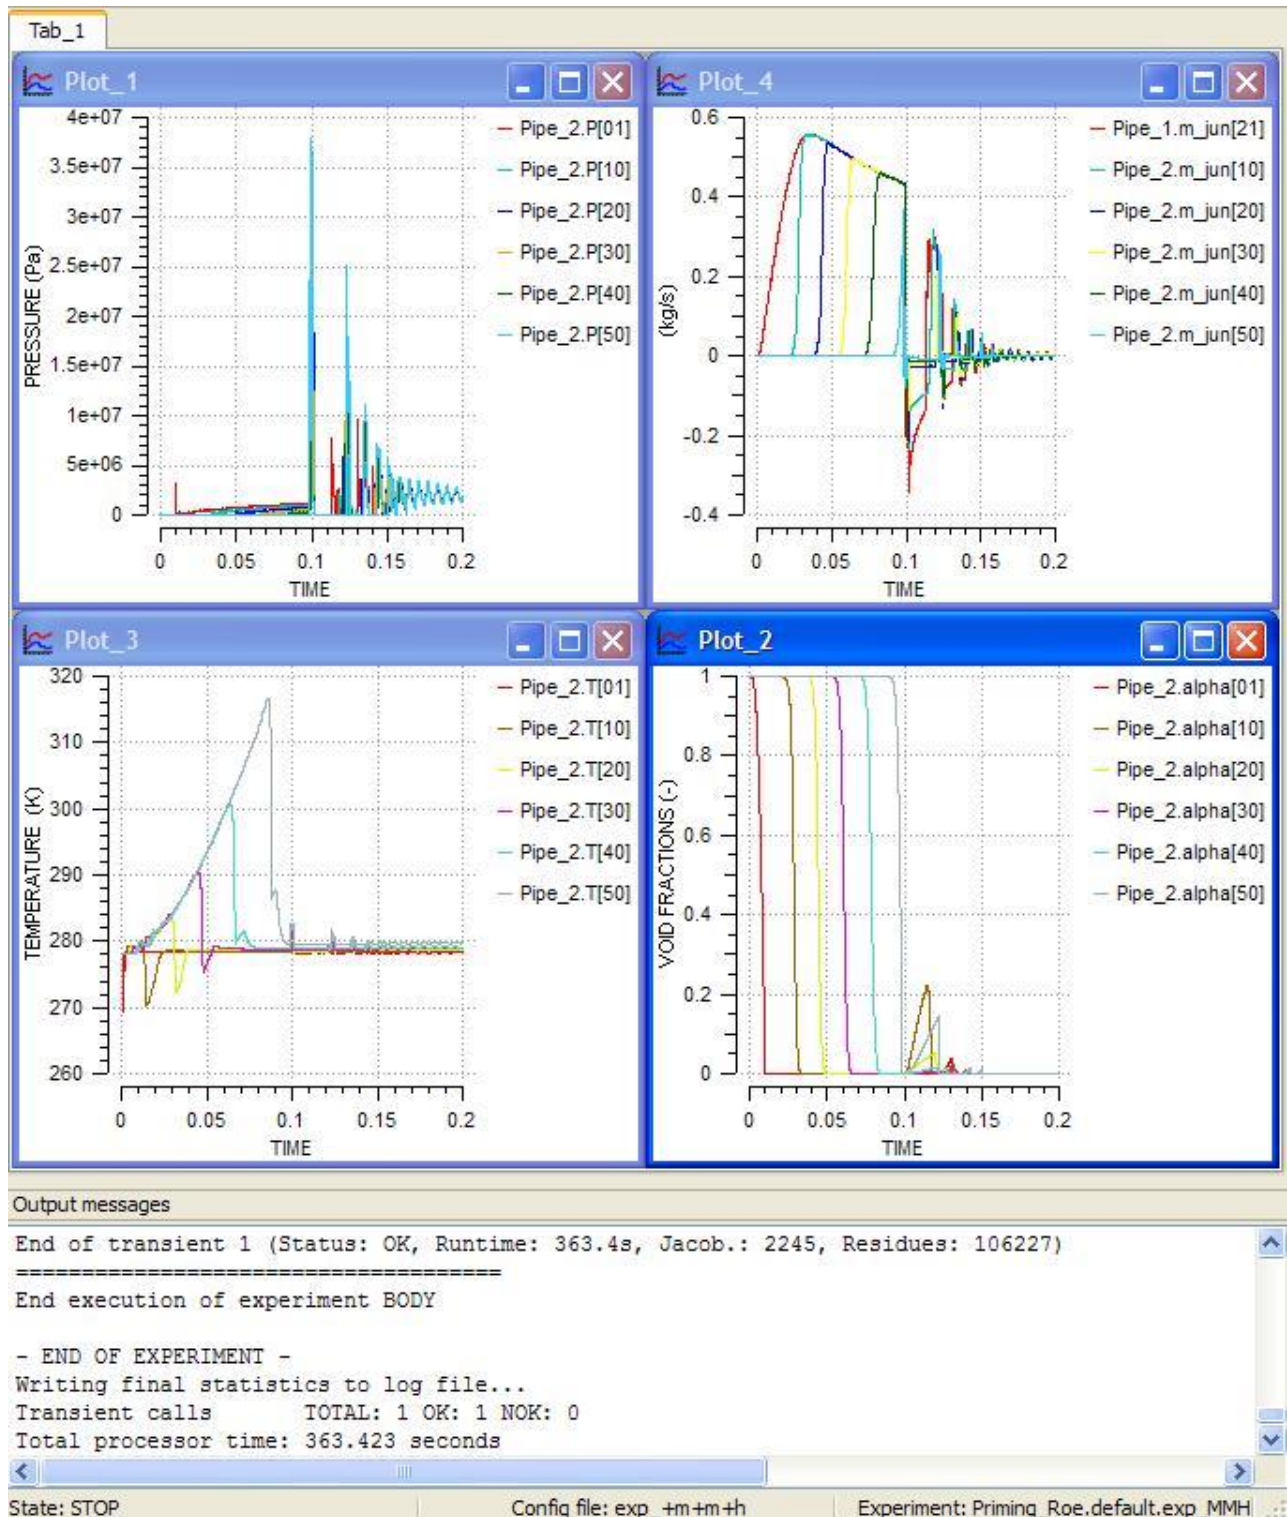 Tab_1
Plot_1
4e+07
3.5e+07
3e+07
2.5e+07
2e+07
1.5e+07
1e+07
5e+06
0
PRESSURE (Pa)
0 0.05 0.1 0.15 0.2
TIME
Pipe_2.P[01]
Pipe_2.P[10]
Pipe_2.P[20]
Pipe_2.P[30]
Pipe_2.P[40]
Pipe_2.P[50]
Plot_4
0.6
0.4
0.2
0
-0.2
-0.4
(kg/s)
0 0.05 0.1 0.15 0.2
TIME
Pipe_1.m_jun[21]
Pipe_2.m_jun[10]
Pipe_2.m_jun[20]
Pipe_2.m_jun[30]
Pipe_2.m_jun[40]
Pipe_2.m_jun[50]
Plot_3
320
310
300
290
280
270
260
TEMPERATURE (K)
0 0.05 0.1 0.15 0.2
TIME
Pipe_2.T[01]
Pipe_2.T[10]
Pipe_2.T[20]
Pipe_2.T[30]
Pipe_2.T[40]
Pipe_2.T[50]
Plot_2
1
0.8
0.6
0.4
0.2
0
VOID FRACTIONS (-)
0 0.05 0.1 0.15 0.2
TIME
Pipe_2.alpha[01]
Pipe_2.alpha[10]
Pipe_2.alpha[20]
Pipe_2.alpha[30]
Pipe_2.alpha[40]
Pipe_2.alpha[50]
Output messages
End of transient 1 (Status: OK, Runtime: 363.4s, Jacob.: 2245, Residues: 106227)
=====================================
End execution of experiment BODY
- END OF EXPERIMENT -
Writing final statistics to log file...
Transient calls TOTAL: 1 OK: 1 NOK: 0
Total processor time: 363.423 seconds
State: STOP Config file: exp_+m+m+h Experiment: Priming_Roe.default.exp_MMH